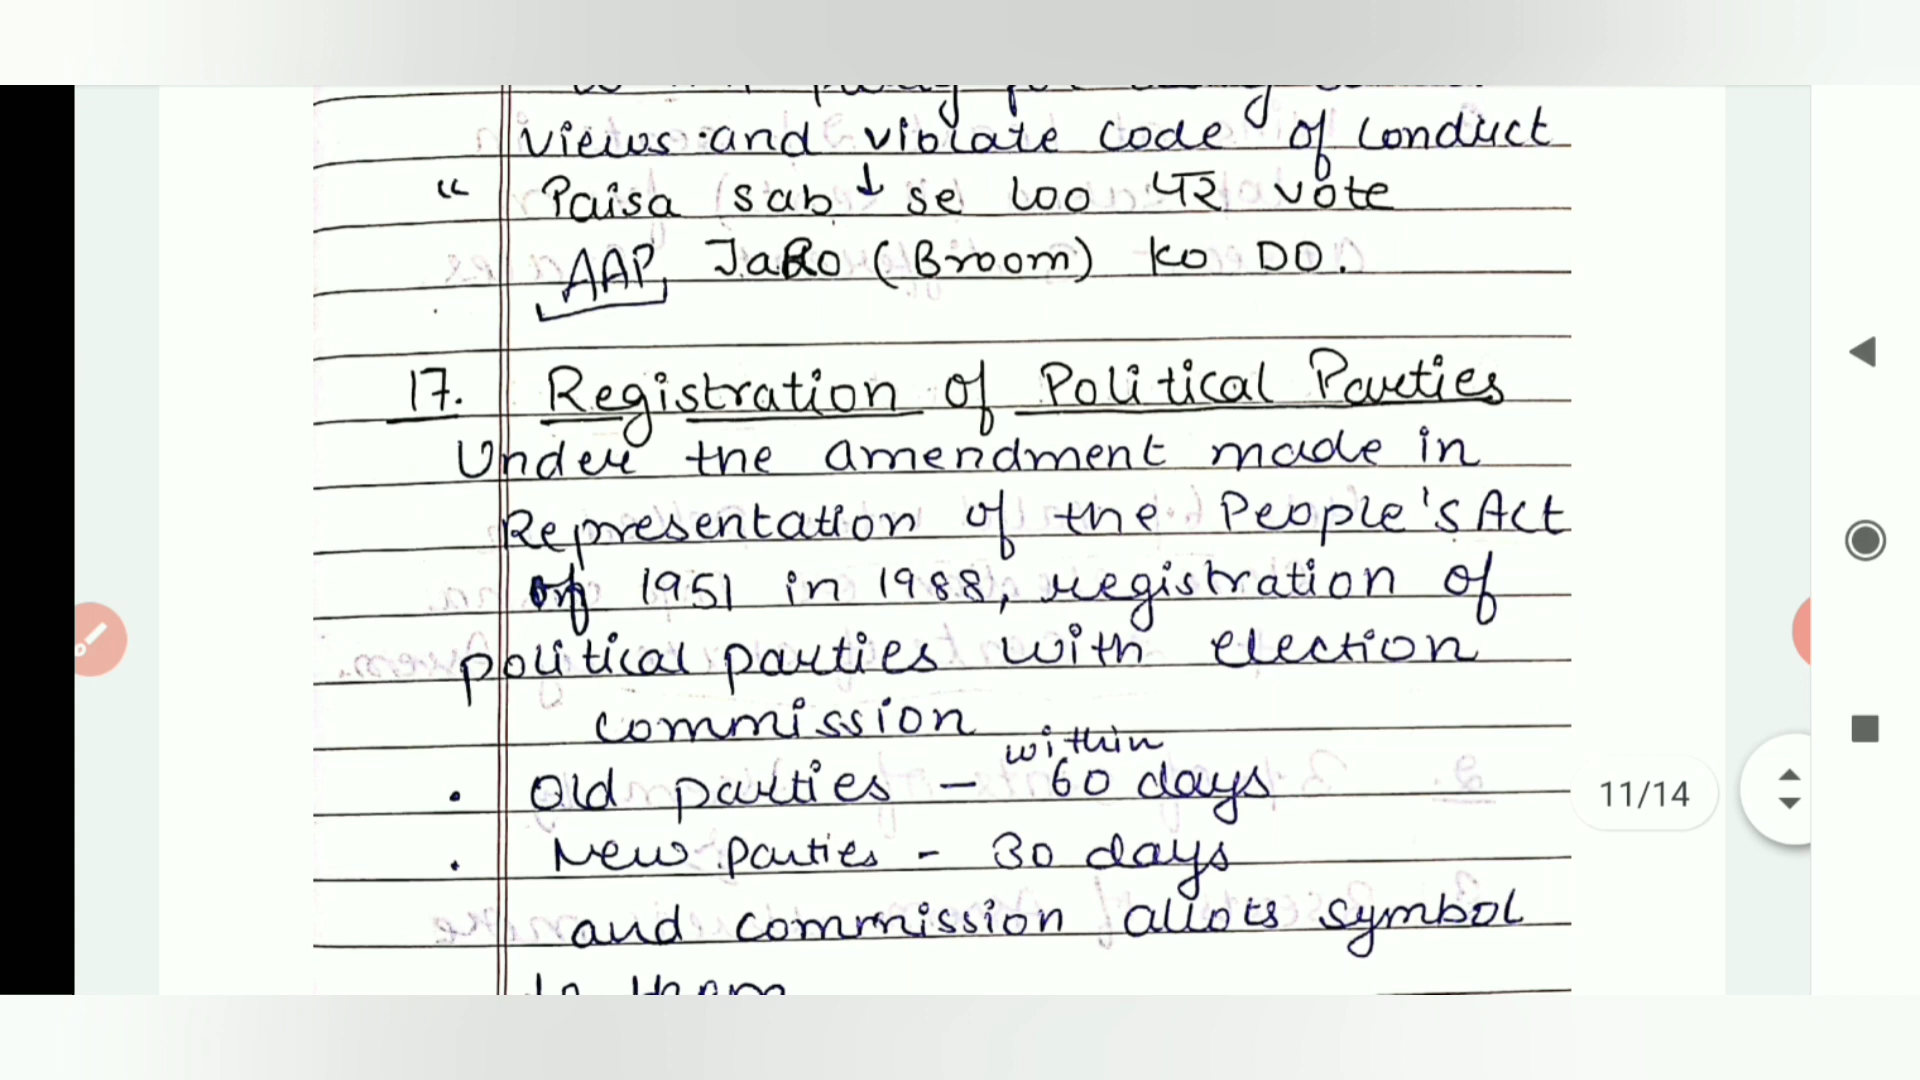 views and violate code of conduct
“ Paisa sab ↓ se loo पर vote
AAP JaRo (Broom) ko DO.
17. Registration of Political Parties
Under the amendment made in
Representation of the People's Act
of 1951 in 1988, registration of
political parties with election
commission
within
• Old parties - 60 days
• New parties - 30 days
and commission allots symbol
to them
11/14